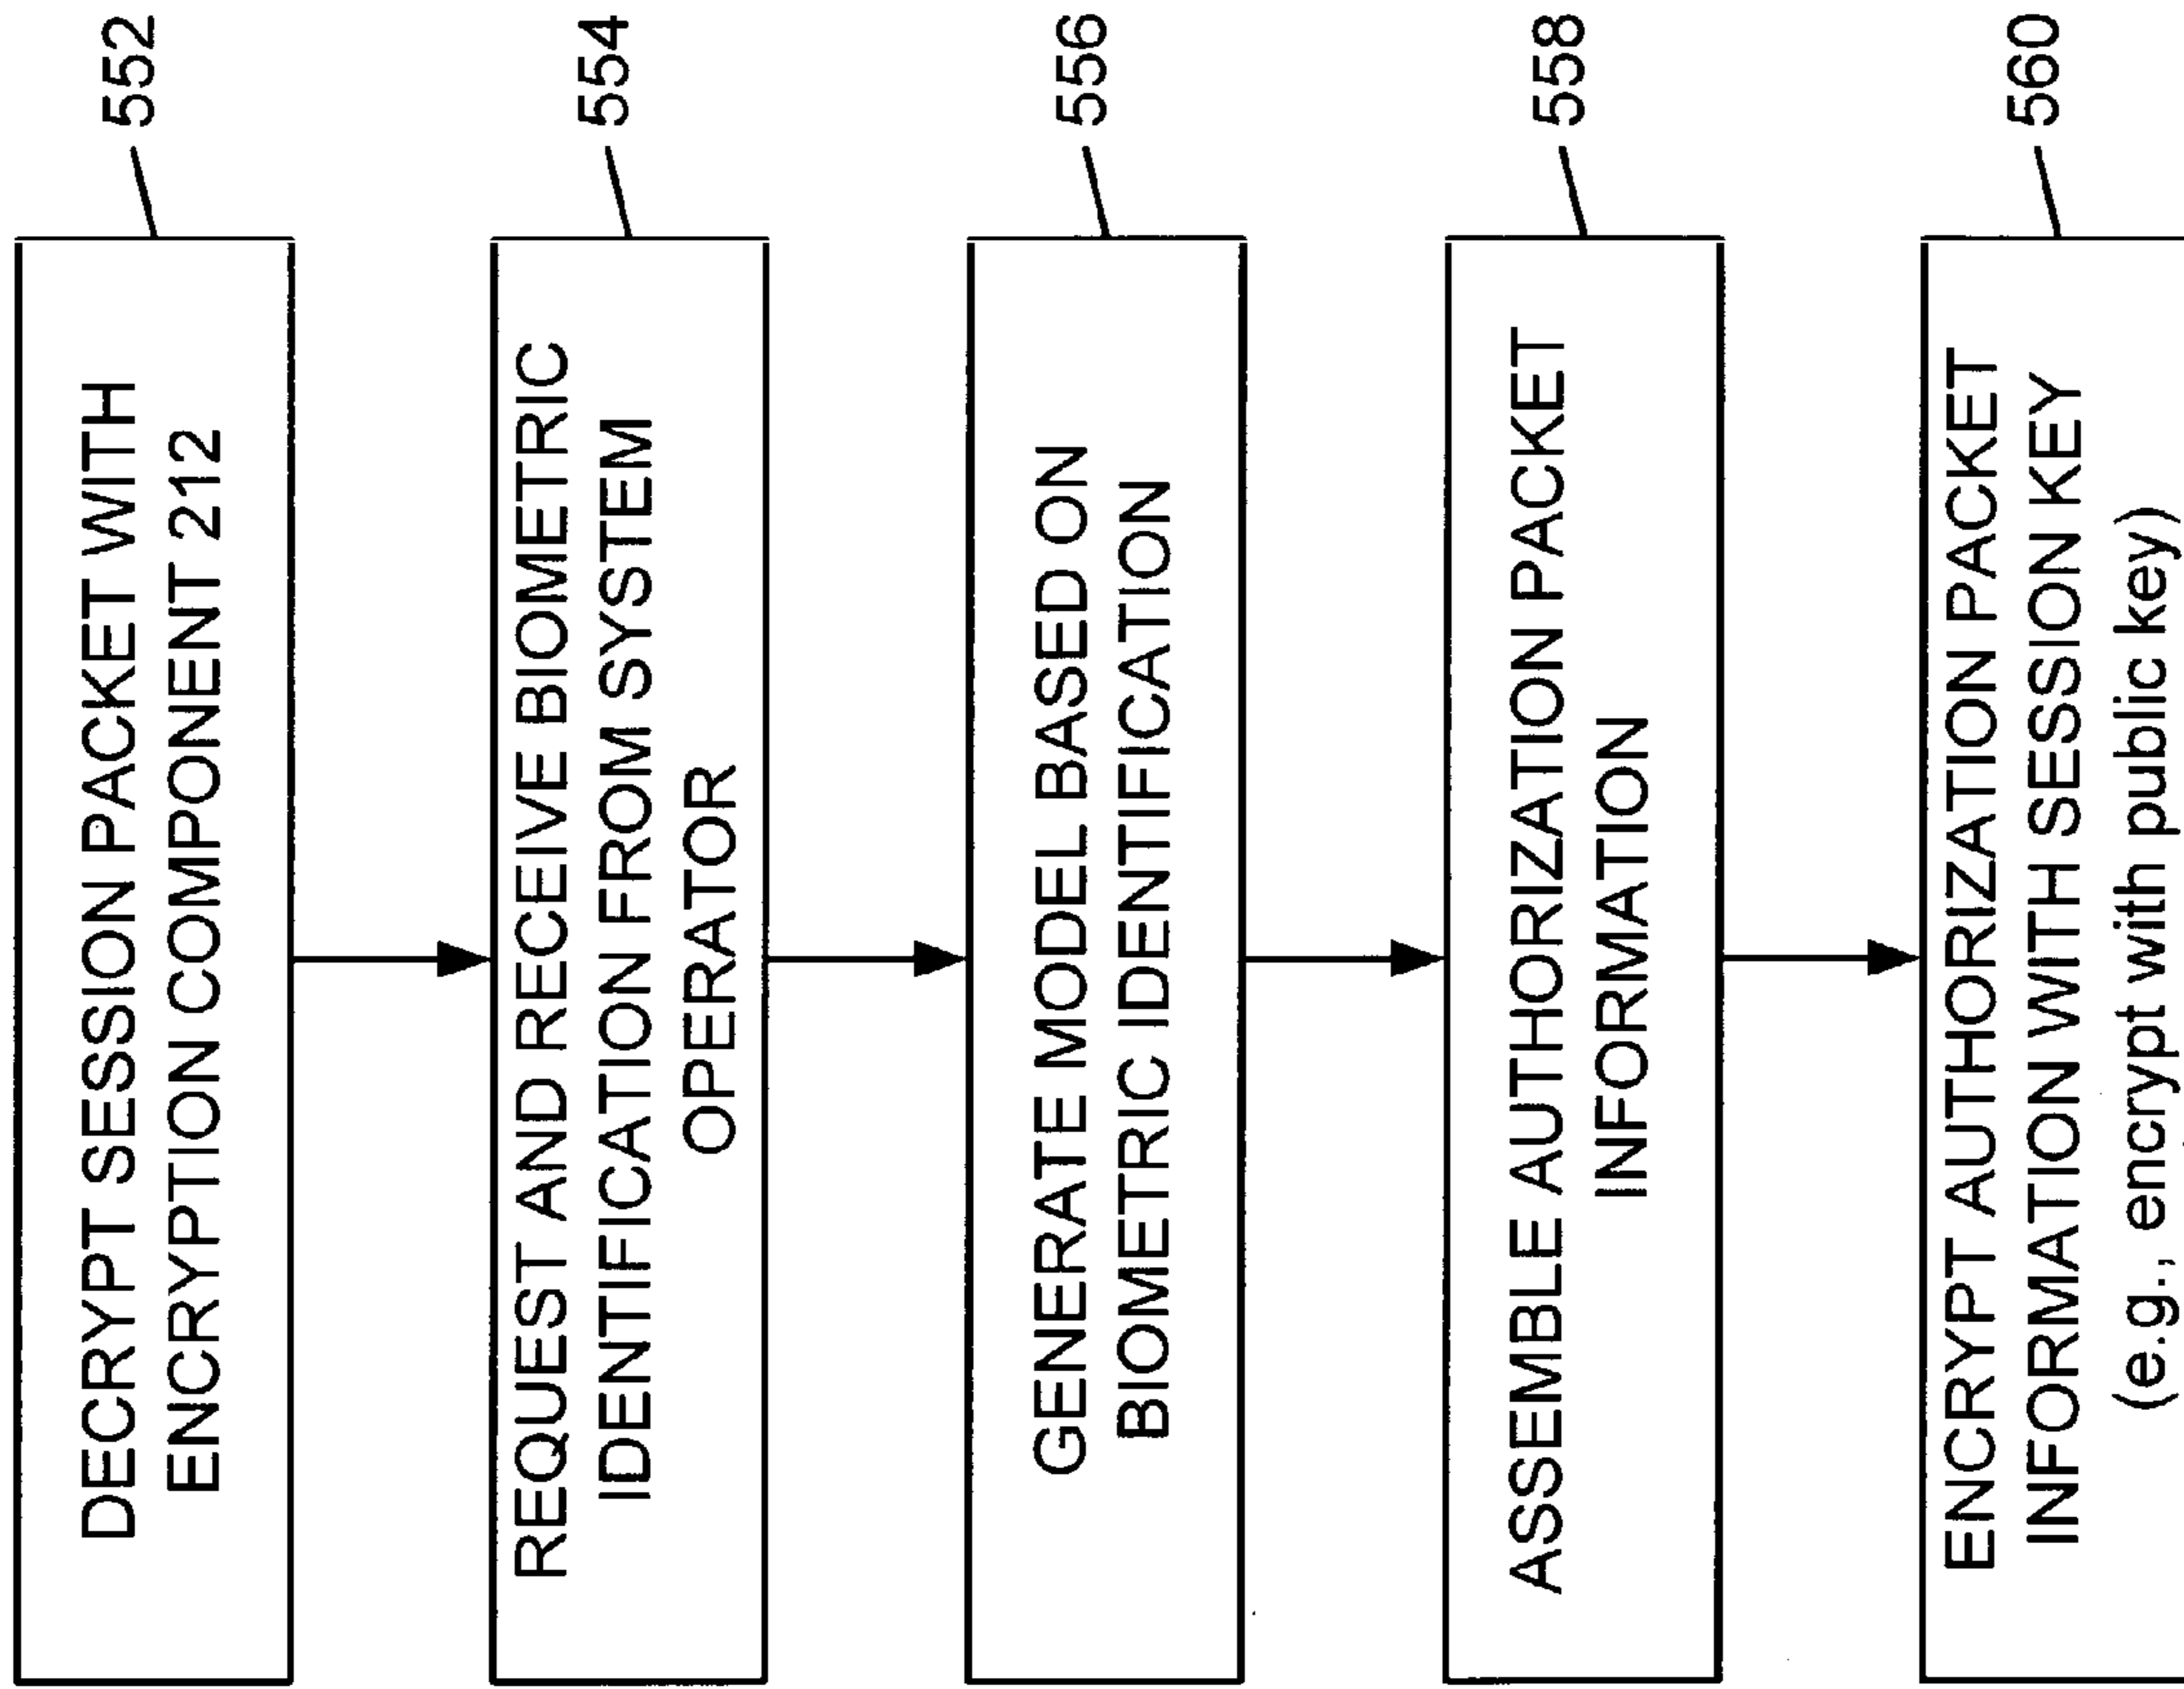 DECRYPT SESSION PACKET WITH
ENCRYPTION COMPONENT 212
552
REQUEST AND RECEIVE BIOMETRIC
IDENTIFICATION FROM SYSTEM
OPERATOR
554
GENERATE MODEL BASED ON
BIOMETRIC IDENTIFICATION
556
ASSEMBLE AUTHORIZATION PACKET
INFORMATION
558
ENCRYPT AUTHORIZATION PACKET
INFORMATION WITH SESSION KEY
(e.g., encrypt with public key)
560